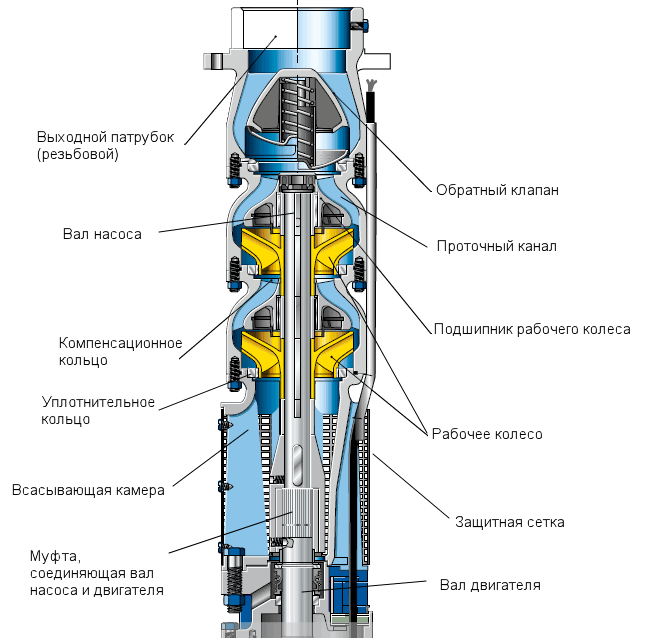 Выходной патрубок
(резьбовой)
Обратный клапан
Вал насоса
Проточный канал
Подшипник рабочего колеса
Компенсационное
кольцо
Уплотнительное
кольцо
Рабочее колесо
Всасывающая камера
Защитная сетка
Муфта,
соединяющая вал
насоса и двигателя
Вал двигателя